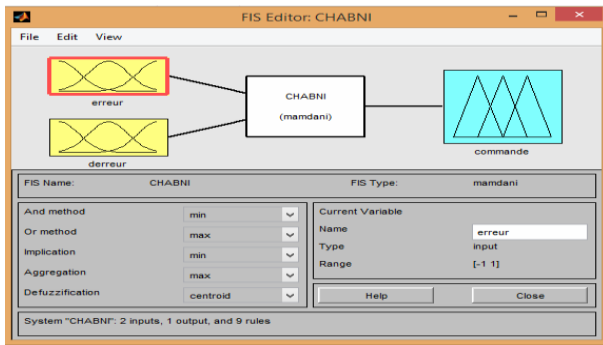 FIS Editor: CHABNI
File Edit View
erreur
derreur
CHABNI
(mamdani)
commande
FIS Name: CHABNI FIS Type: mamdani
And method min
Or method max
Implication min
Aggregation max
Defuzzification centroid
Current Variable
Name erreur
Type input
Range [-1 1]
Help Close
System "CHABNI": 2 inputs, 1 output, and 9 rules